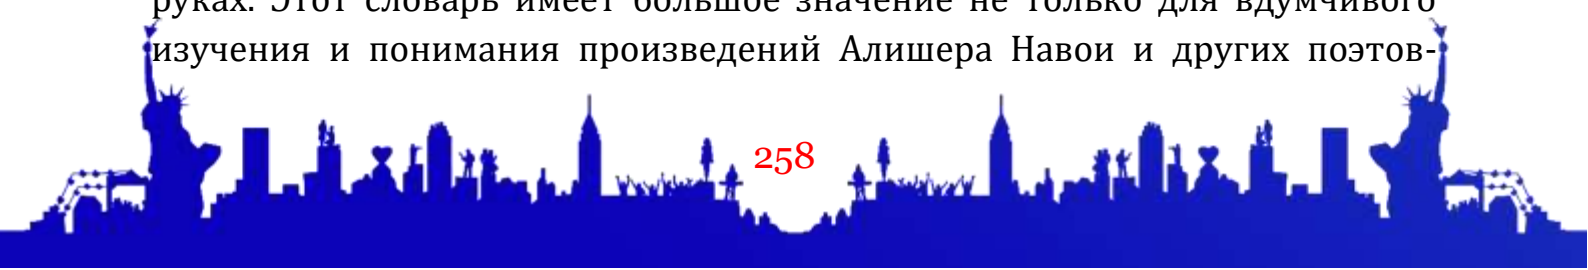 руках. Этот словарь имеет большое значение не только для вдумчивого
изучения и понимания произведений Алишера Навои и других поэтов-
258